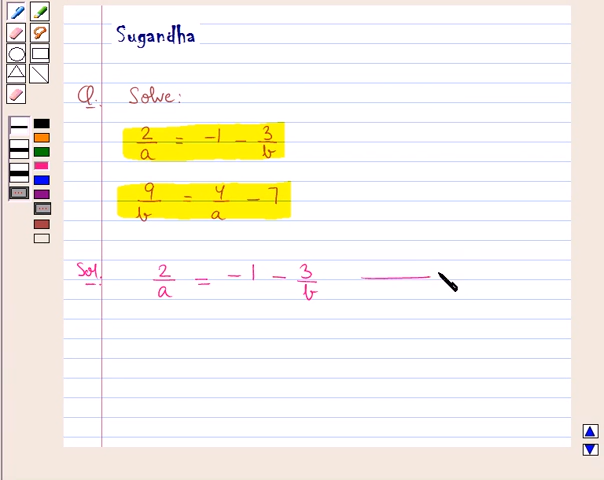 Sugandha
Q. Solve:
2/a = -1 - 3/b
9/b = 4/a - 7
Sol. 2/a = -1 - 3/b